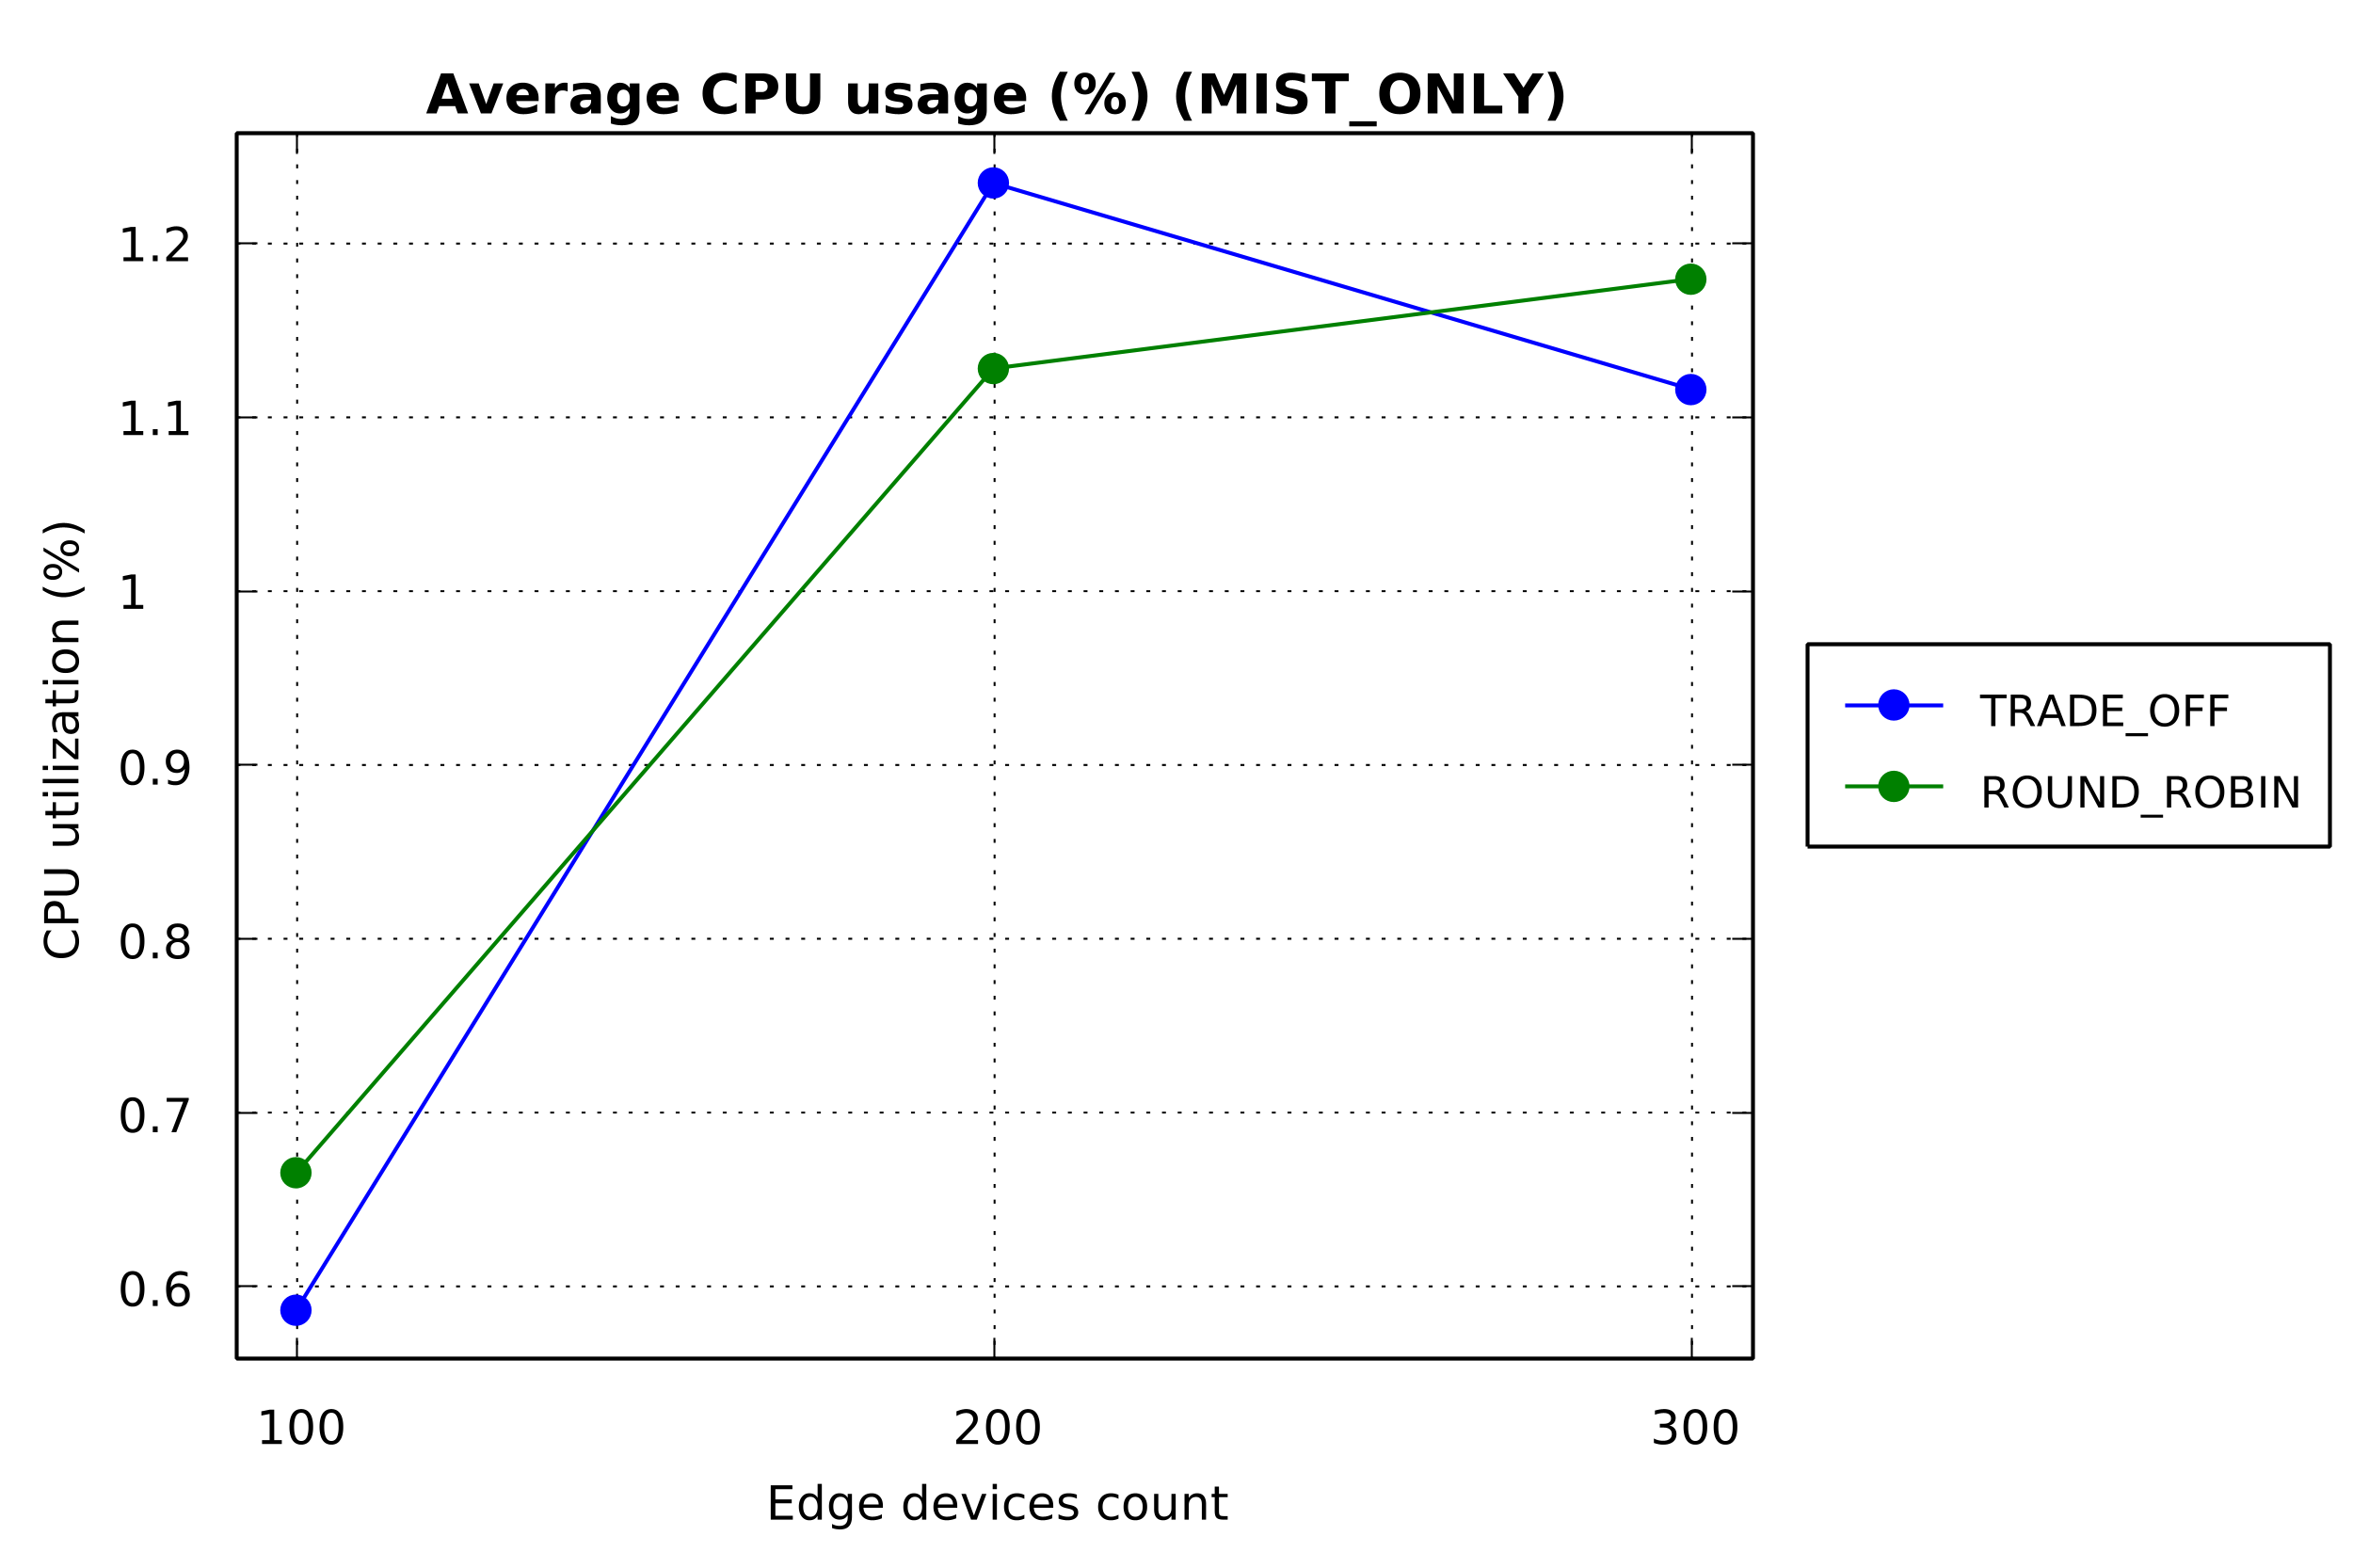 Average CPU usage (%) (MIST_ONLY)
1.2
1.1
1
0.9
0.8
0.7
0.6
CPU utilization (%)
100 200 300
Edge devices count
TRADE_OFF
ROUND_ROBIN